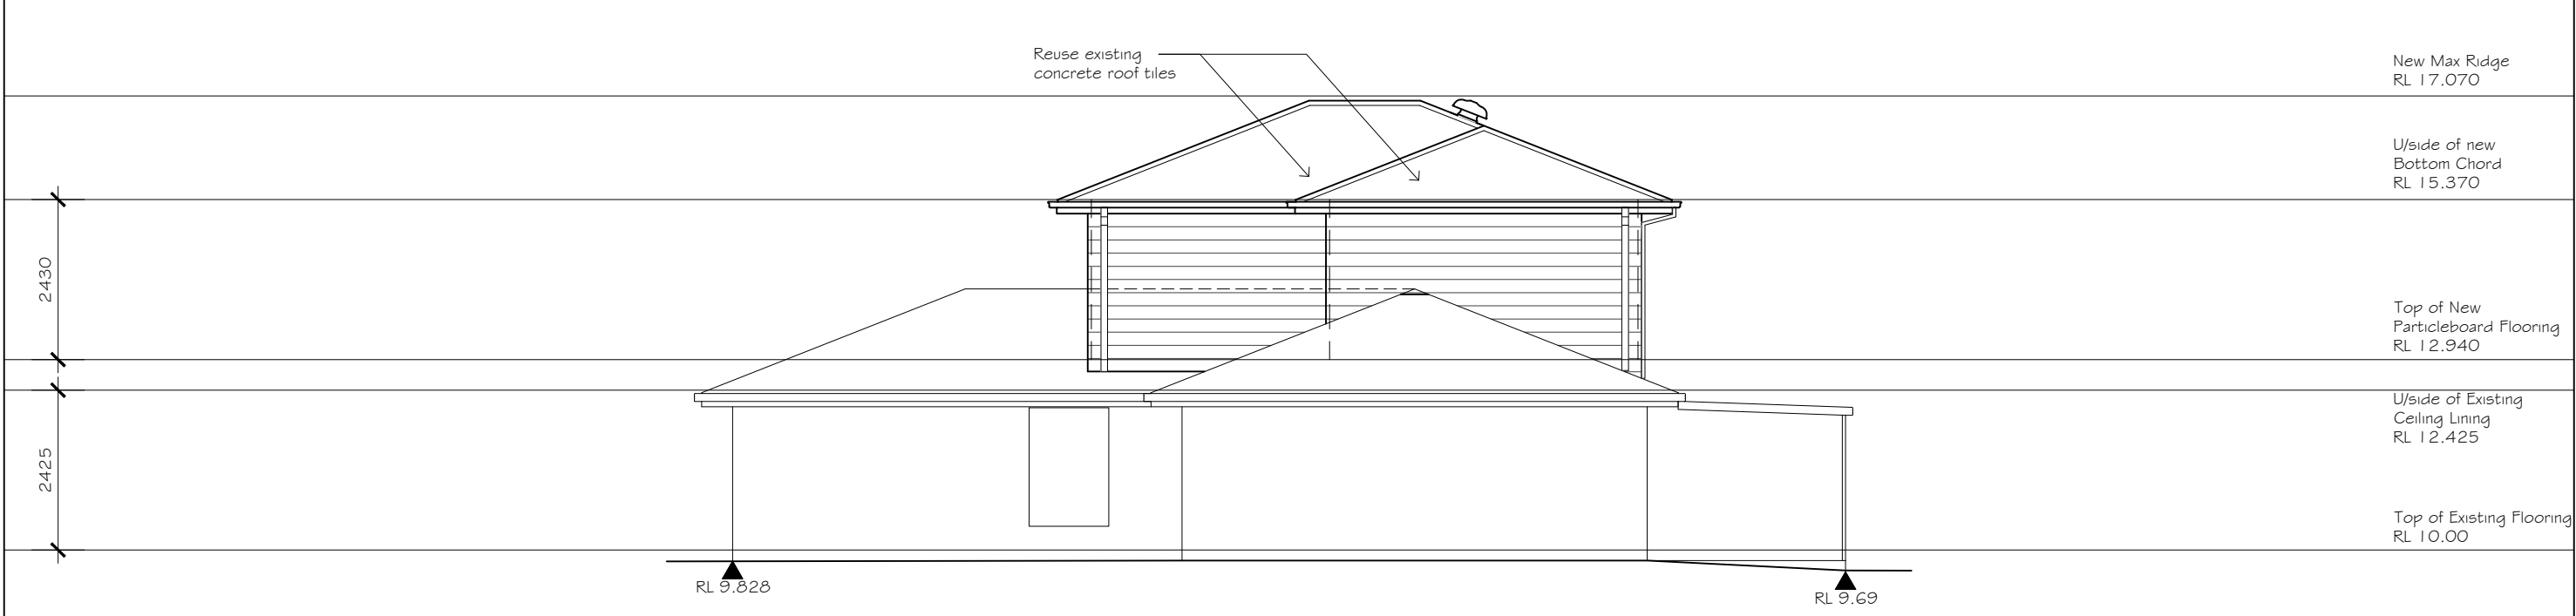 Reuse existing
concrete roof tiles
New Max Ridge
RL 17.070
U/side of new
Bottom Chord
RL 15.370
2430
Top of New
Particleboard Flooring
RL 12.940
U/side of Existing
Ceiling Lining
RL 12.425
2425
Top of Existing Flooring
RL 10.00
RL 9.828
RL 9.69